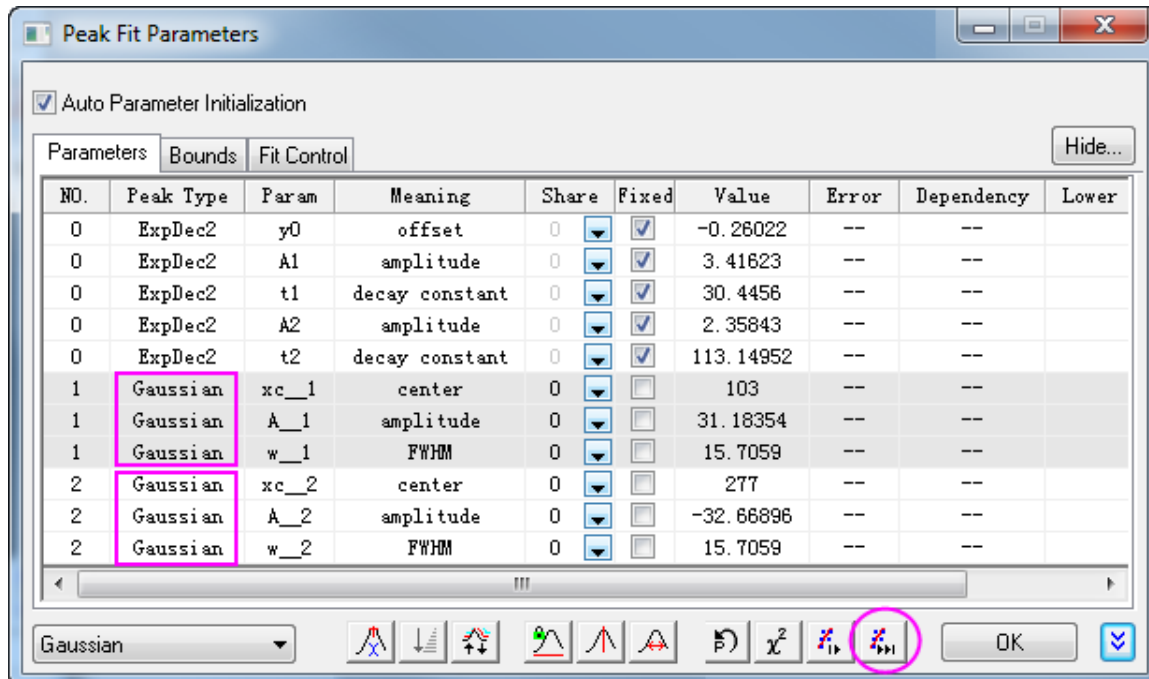 Peak Fit Parameters
Auto Parameter Initialization
Parameters Bounds Fit Control Hide...
NO. Peak Type Param Meaning Share Fixed Value Error Dependency Lower
0 ExpDec2 y0 offset 0 -0.26022 -- --
0 ExpDec2 A1 amplitude 0 3.41623 -- --
0 ExpDec2 t1 decay constant 0 30.4456 -- --
0 ExpDec2 A2 amplitude 0 2.35843 -- --
0 ExpDec2 t2 decay constant 0 113.14952 -- --
1 Gaussian xc__1 center 0 103 -- --
1 Gaussian A__1 amplitude 0 31.18354 -- --
1 Gaussian w__1 FWHM 0 15.7059 -- --
2 Gaussian xc__2 center 0 277 -- --
2 Gaussian A__2 amplitude 0 -32.66896 -- --
2 Gaussian w__2 FWHM 0 15.7059 -- --
Gaussian χ² OK